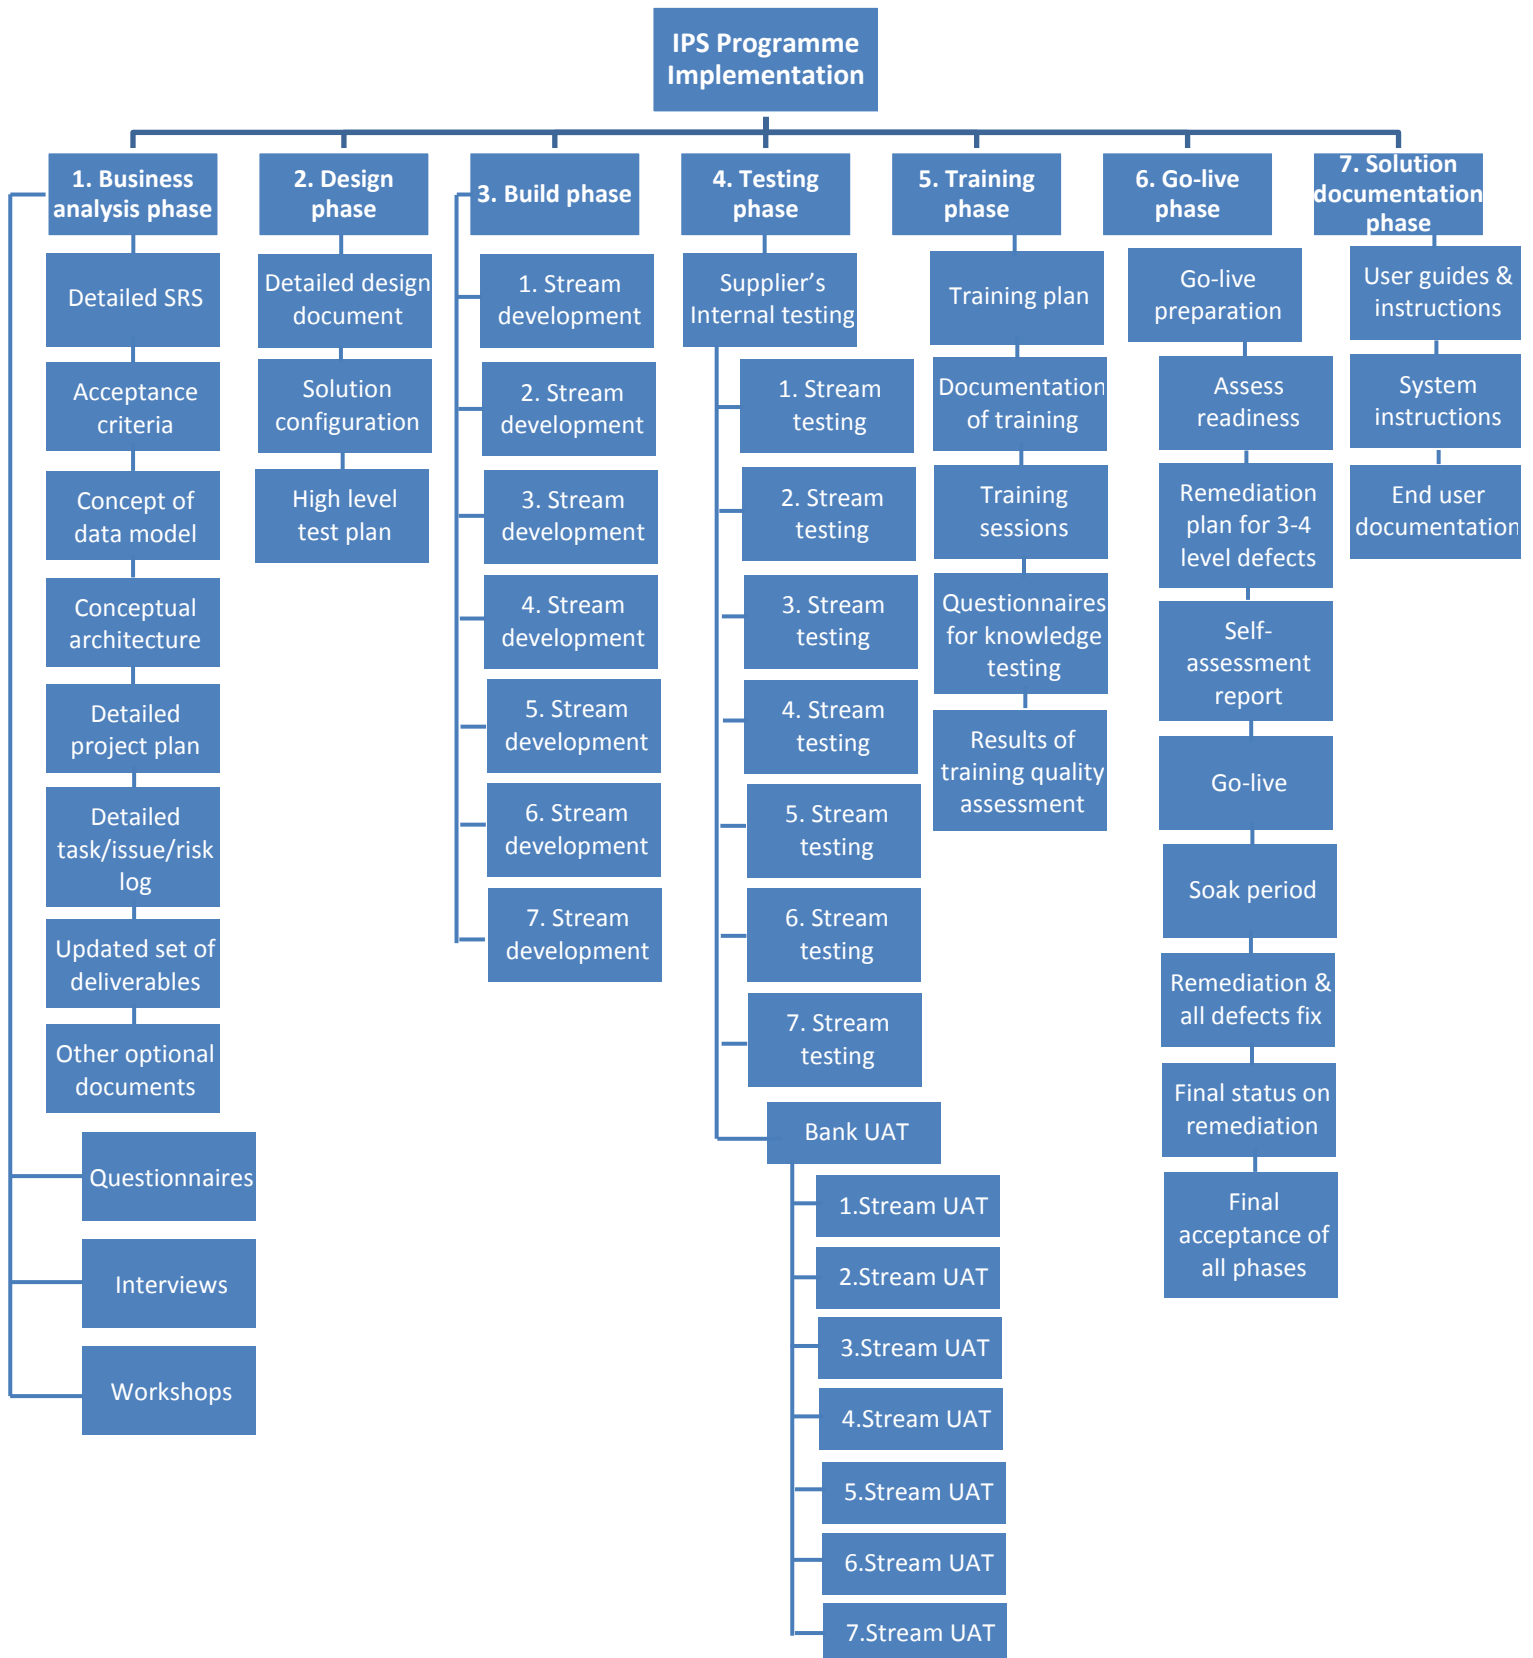 IPS Programme
Implementation
1. Business
analysis phase
Detailed SRS
Acceptance
criteria
Concept of
data model
Conceptual
architecture
Detailed
project plan
Detailed
task/issue/risk
log
Updated set of
deliverables
Other optional
documents
Questionnaires
Interviews
Workshops
2. Design
phase
Detailed design
document
Solution
configuration
High level
test plan
3. Build phase
1. Stream
development
2. Stream
development
3. Stream
development
4. Stream
development
5. Stream
development
6. Stream
development
7. Stream
development
4. Testing
phase
Supplier’s
Internal testing
1. Stream
testing
2. Stream
testing
3. Stream
testing
4. Stream
testing
5. Stream
testing
6. Stream
testing
7. Stream
testing
Bank UAT
1.Stream UAT
2.Stream UAT
3.Stream UAT
4.Stream UAT
5.Stream UAT
6.Stream UAT
7.Stream UAT
5. Training
phase
Training plan
Documentation
of training
Training
sessions
Questionnaires
for knowledge
testing
Results of
training quality
assessment
6. Go-live
phase
Go-live
preparation
Assess
readiness
Remediation
plan for 3-4
level defects
Self-
assessment
report
Go-live
Soak period
Remediation &
all defects fix
Final status on
remediation
Final
acceptance of
all phases
7. Solution
documentation
phase
User guides &
instructions
System
instructions
End user
documentation